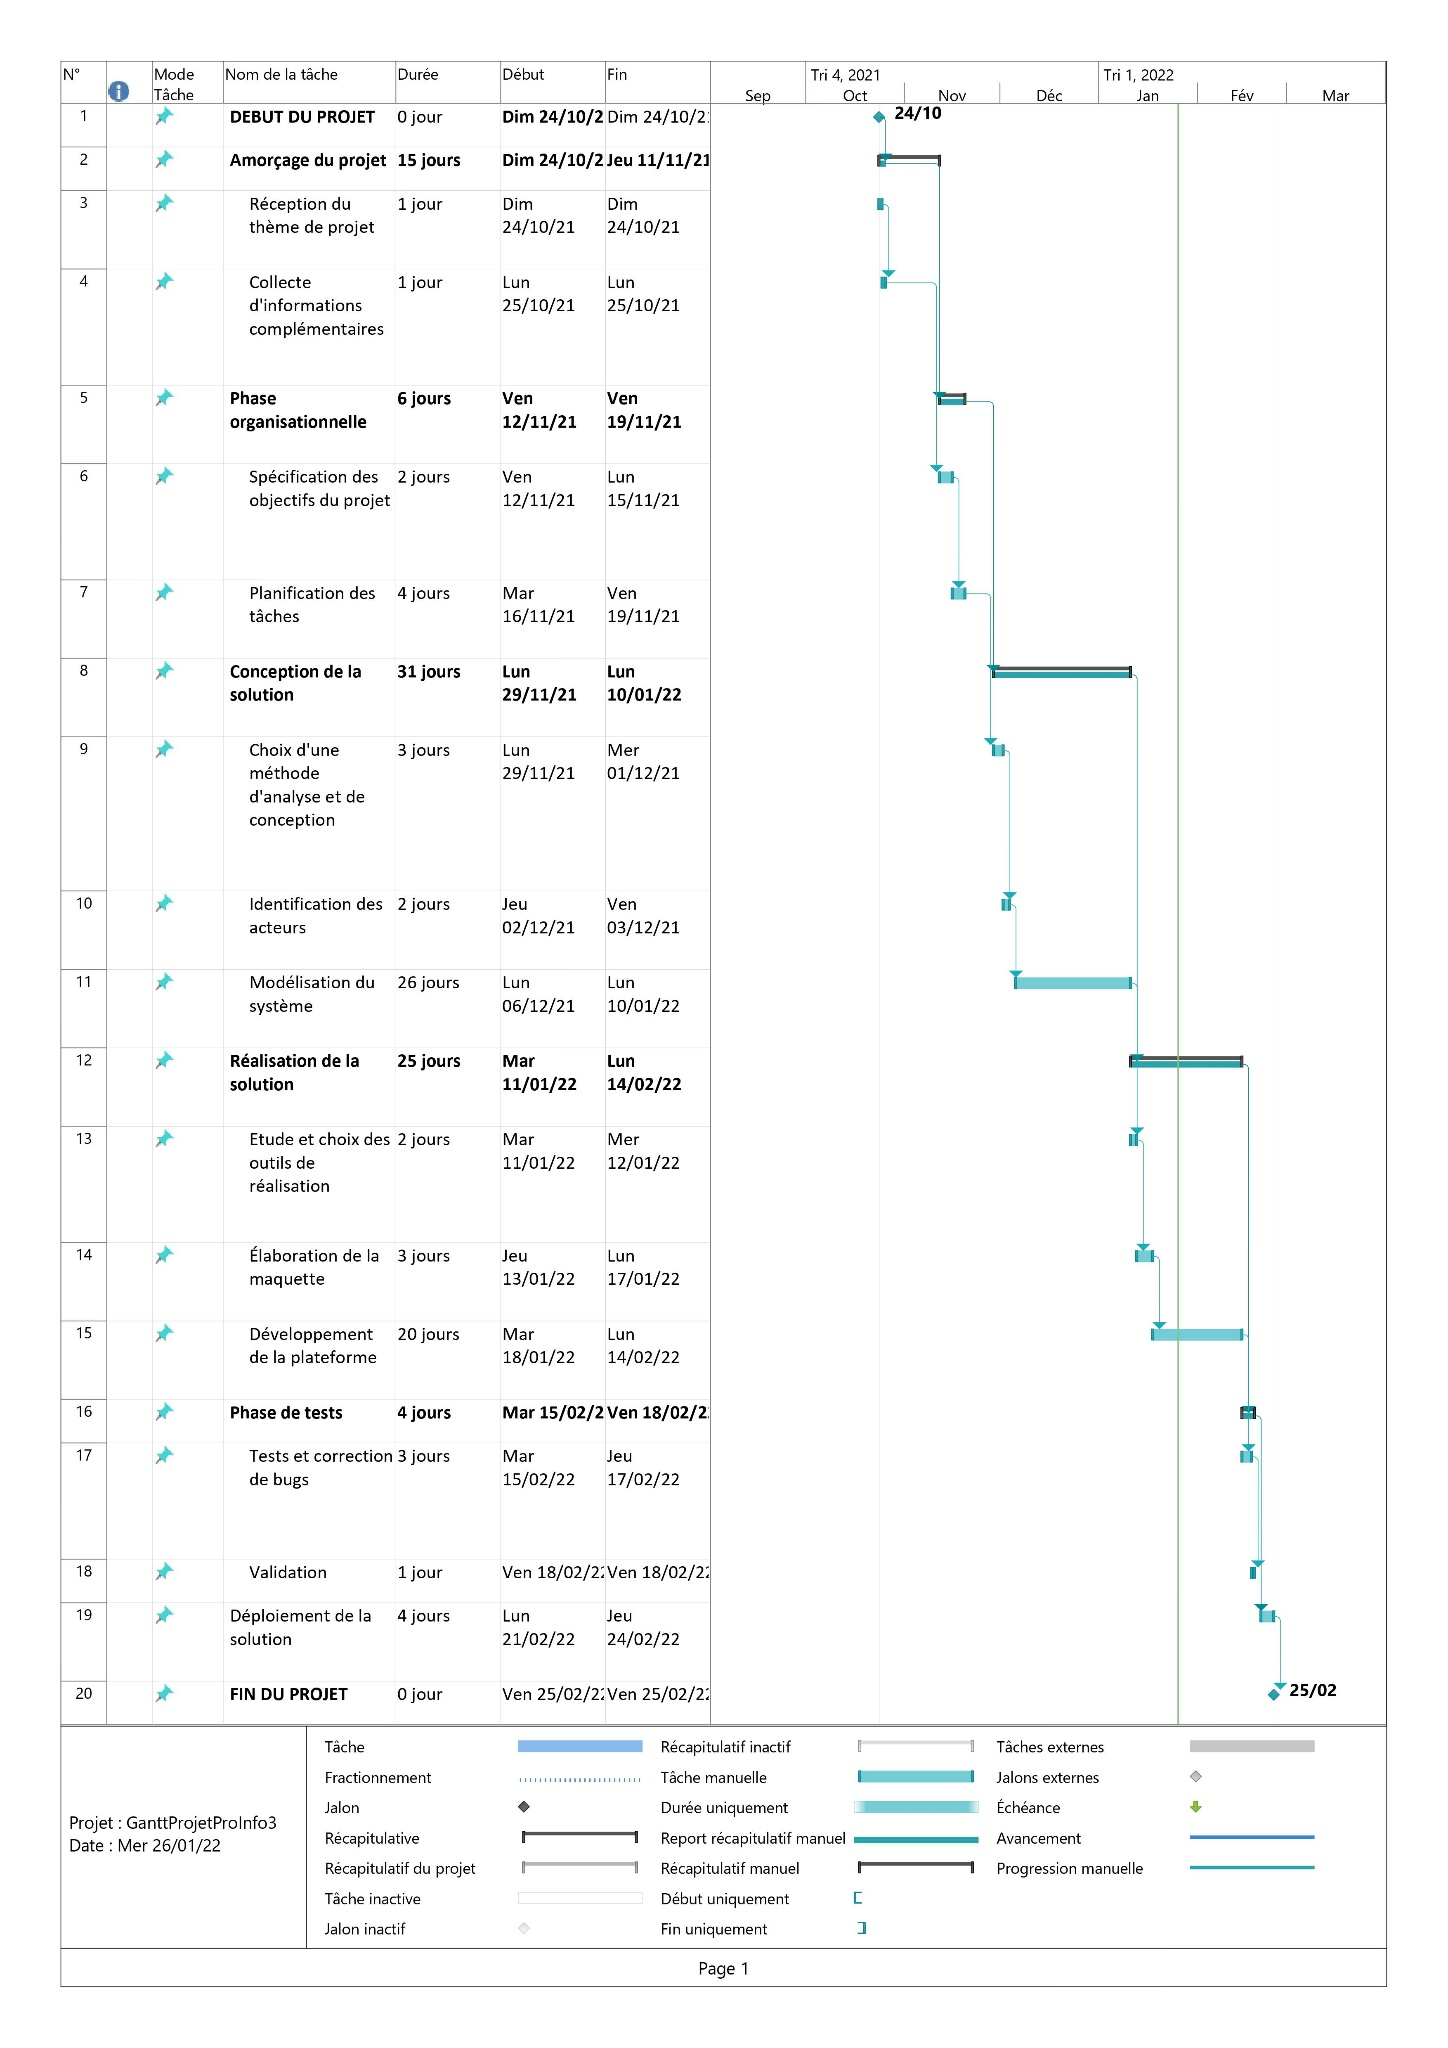 N° Mode Tâche Nom de la tâche Durée Début Fin Tri 4, 2021 Tri 1, 2022
Sep Oct Nov Déc Jan Fév Mar
1 DEBUT DU PROJET 0 jour Dim 24/10/2 Dim 24/10/2 24/10
2 Amorçage du projet 15 jours Dim 24/10/2 Jeu 11/11/21
3 Réception du 1 jour Dim Dim
thème de projet 24/10/21 24/10/21
4 Collecte 1 jour Lun Lun
d'informations 25/10/21 25/10/21
complémentaires
5 Phase 6 jours Ven Ven
organisationnelle 12/11/21 19/11/21
6 Spécification des 2 jours Ven Lun
objectifs du projet 12/11/21 15/11/21
7 Planification des 4 jours Mar Ven
tâches 16/11/21 19/11/21
8 Conception de la 31 jours Lun Lun
solution 29/11/21 10/01/22
9 Choix d'une 3 jours Lun Mer
méthode 29/11/21 01/12/21
d'analyse et de
conception
10 Identification des 2 jours Jeu Ven
acteurs 02/12/21 03/12/21
11 Modélisation du 26 jours Lun Lun
système 06/12/21 10/01/22
12 Réalisation de la 25 jours Mar Lun
solution 11/01/22 14/02/22
13 Etude et choix des 2 jours Mar Mer
outils de 11/01/22 12/01/22
réalisation
14 Élaboration de la 3 jours Jeu Lun
maquette 13/01/22 17/01/22
15 Développement 20 jours Mar Lun
de la plateforme 18/01/22 14/02/22
16 Phase de tests 4 jours Mar 15/02/2 Ven 18/02/2
17 Tests et correction 3 jours Mar Jeu
de bugs 15/02/22 17/02/22
18 Validation 1 jour Ven 18/02/22 Ven 18/02/22
19 Déploiement de la 4 jours Lun Jeu
solution 21/02/22 24/02/22
20 FIN DU PROJET 0 jour Ven 25/02/22 Ven 25/02/22 25/02
Projet : GanttProjetProInfo3
Date : Mer 26/01/22
Tâche Récapitulatif inactif Tâches externes
Fractionnement Tâche manuelle Jalons externes
Jalon Durée uniquement Échéance
Récapitulative Report récapitulatif manuel Avancement
Récapitulatif du projet Récapitulatif manuel Progression manuelle
Tâche inactive Début uniquement
Jalon inactif Fin uniquement
Page 1